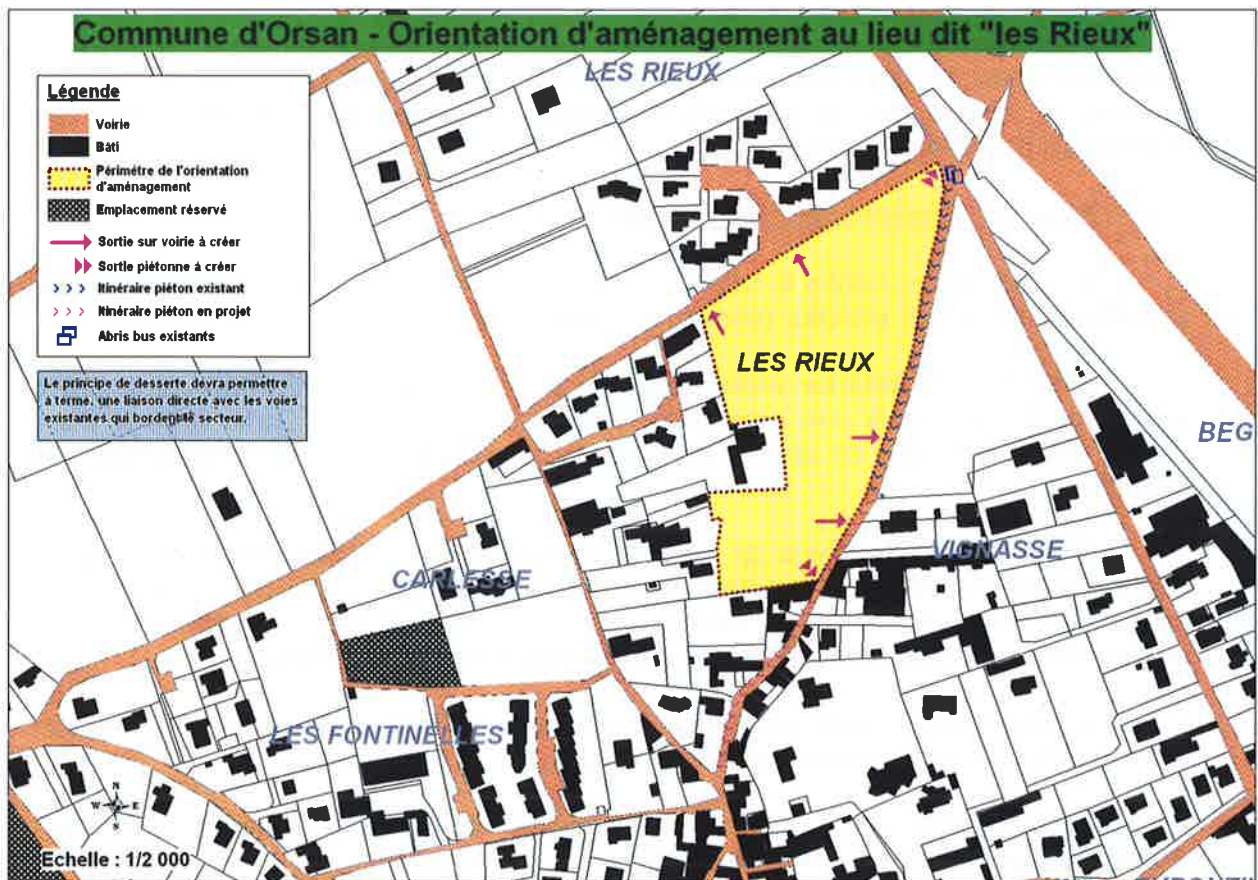 Commune d'Orsan - Orientation d'aménagement au lieu dit "les Rieux"
LES RIEUX
Légende
Voirie
Bâti
Périmétre de l'orientation
d'aménagement
Emplacement réservé
Sortie sur voirie à créer
Sortie piétonne à créer
Itinéraire piéton existant
Itinéraire piéton en projet
Abris bus existants
Le principe de desserte devra permettre
à terme, une liaison directe avec les voies
existantes qui bordent le secteur.
LES RIEUX
BEG
VIGNASSE
CARLESSE
LES FONTINELLES
N
W E
S
Echelle : 1/2 000